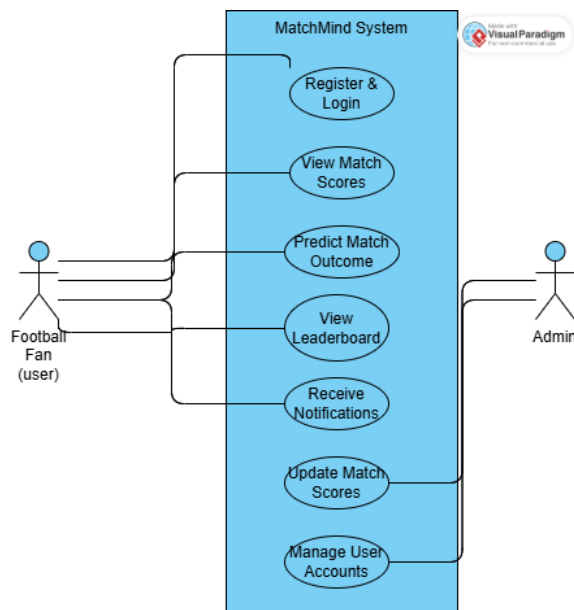 MatchMind System
Made with
Visual Paradigm
For non-commercial use
Register &
Login
View Match
Scores
Predict Match
Outcome
Football
Fan
(user)
View
Leaderboard
Admin
Receive
Notifications
Update Match
Scores
Manage User
Accounts